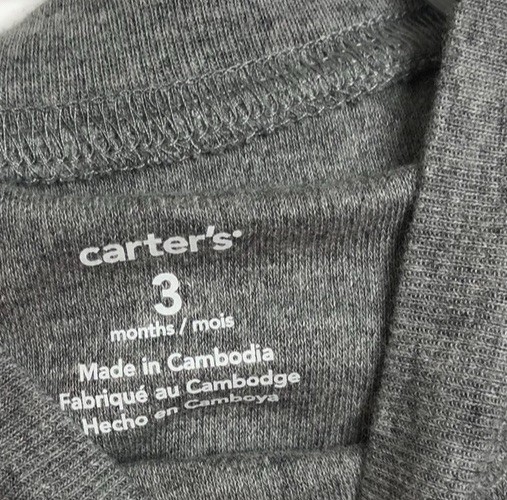 carter's
3
months / mois
Made in Cambodia
Fabriqué au Cambodge
Hecho en Camboya